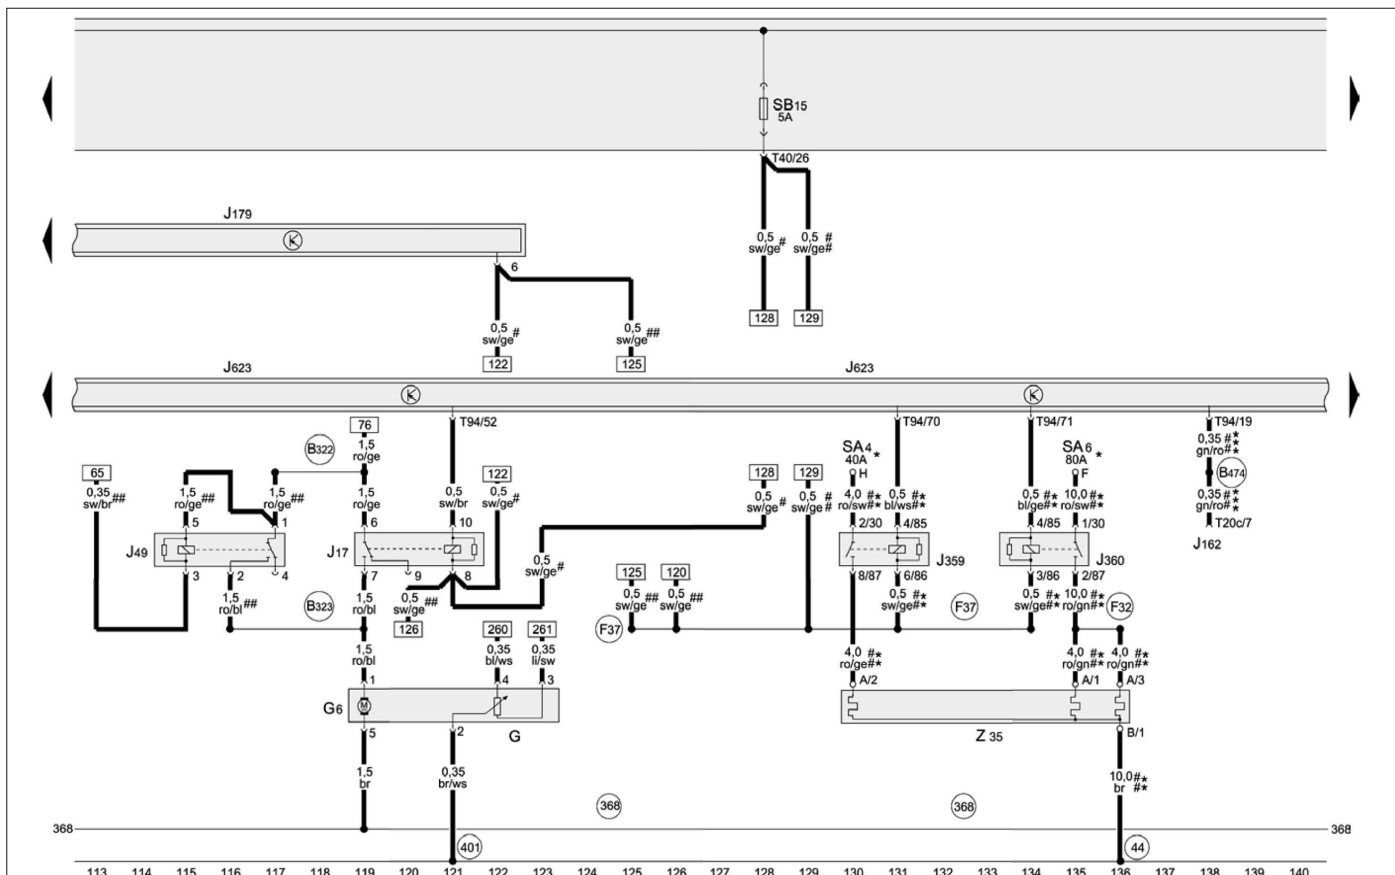 SB15
5A
T40/26
J179
0,5 sw/ge#
0,5 sw/ge# #
6
128
129
0,5 sw/ge#
0,5 sw/ge##
122
125
J623
J623
76
T94/52
T94/70
T94/71
T94/19
B322
1,5 ro/ge
SA4 40A *
SA6 80A *
0,35 gn/ro #* #* *
65
122
128
129
H
F
B474
0,35 sw/br##
1,5 ro/ge##
1,5 ro/ge##
1,5 ro/ge
0,5 sw/br
0,5 sw/ge#
0,5 sw/ge#
0,5 sw/ge # #
4,0 ro/sw #* #*
0,5 bl/ws #* #*
0,5 bl/ge #* #*
10,0 ro/sw #* #*
0,35 gn/ro #* #* *
5
1
6
10
2/30
4/85
4/85
1/30
T20c/7
J49
J17
J359
J360
J162
3
2
4
7
9
8
0,5 sw/ge#
125
120
8/87
6/86
3/86
2/87
1,5 ro/bl##
B323
1,5 ro/bl
0,5 sw/ge##
0,5 sw/ge##
0,5 sw/ge##
0,5 sw/ge #* #*
0,5 sw/ge #* #*
10,0 ro/gn #* #*
F37
F32
126
260
261
F37
1,5 ro/bl
0,35 bl/ws
0,35 li/sw
4,0 ro/ge #* #*
4,0 ro/gn #* #*
4,0 ro/gn #* #*
1
4
3
A/2
A/1
A/3
G6
M
5
2
G
Z 35
B/1
1,5 br
0,35 br/ws
10,0 br #* #*
368
368
368
368
401
44
113 114 115 116 117 118 119 120 121 122 123 124 125 126 127 128 129 130 131 132 133 134 135 136 137 138 139 140